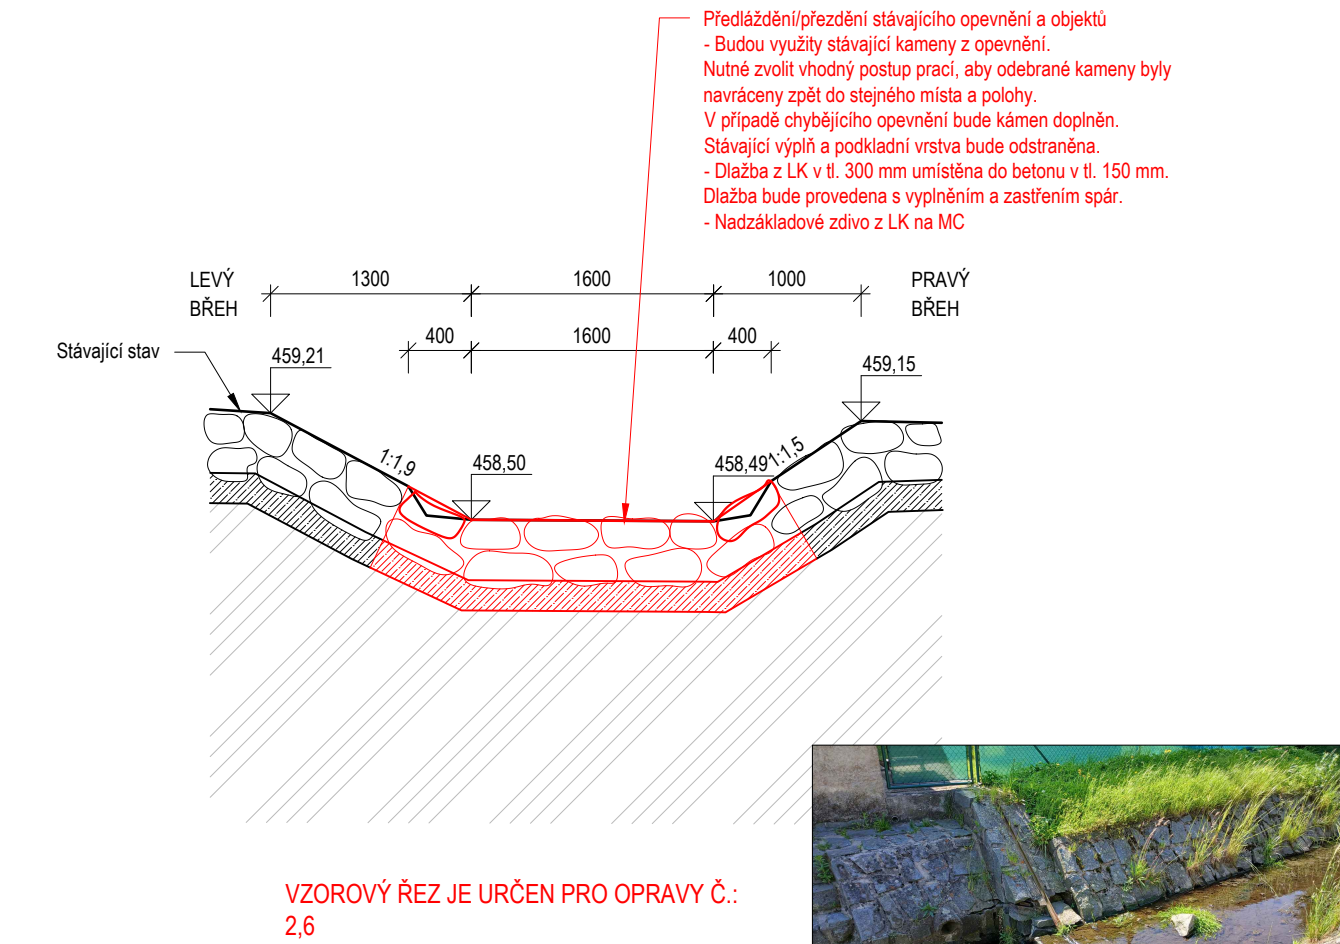 Předláždění/přezdění stávajícího opevnění a objektů
- Budou využity stávající kameny z opevnění.
Nutné zvolit vhodný postup prací, aby odebrané kameny byly
navráceny zpět do stejného místa a polohy.
V případě chybějícího opevnění bude kámen doplněn.
Stávající výplň a podkladní vrstva bude odstraněna.
- Dlažba z LK v tl. 300 mm umístěna do betonu v tl. 150 mm.
Dlažba bude provedena s vyplněním a zastřením spár.
- Nadzákladové zdivo z LK na MC
LEVÝ
BŘEH
1300
1600
1000
PRAVÝ
BŘEH
400
1600
400
Stávající stav
459,21
459,15
1:1,9
458,50
458,49
1:1,5
VZOROVÝ ŘEZ JE URČEN PRO OPRAVY Č.:
2,6